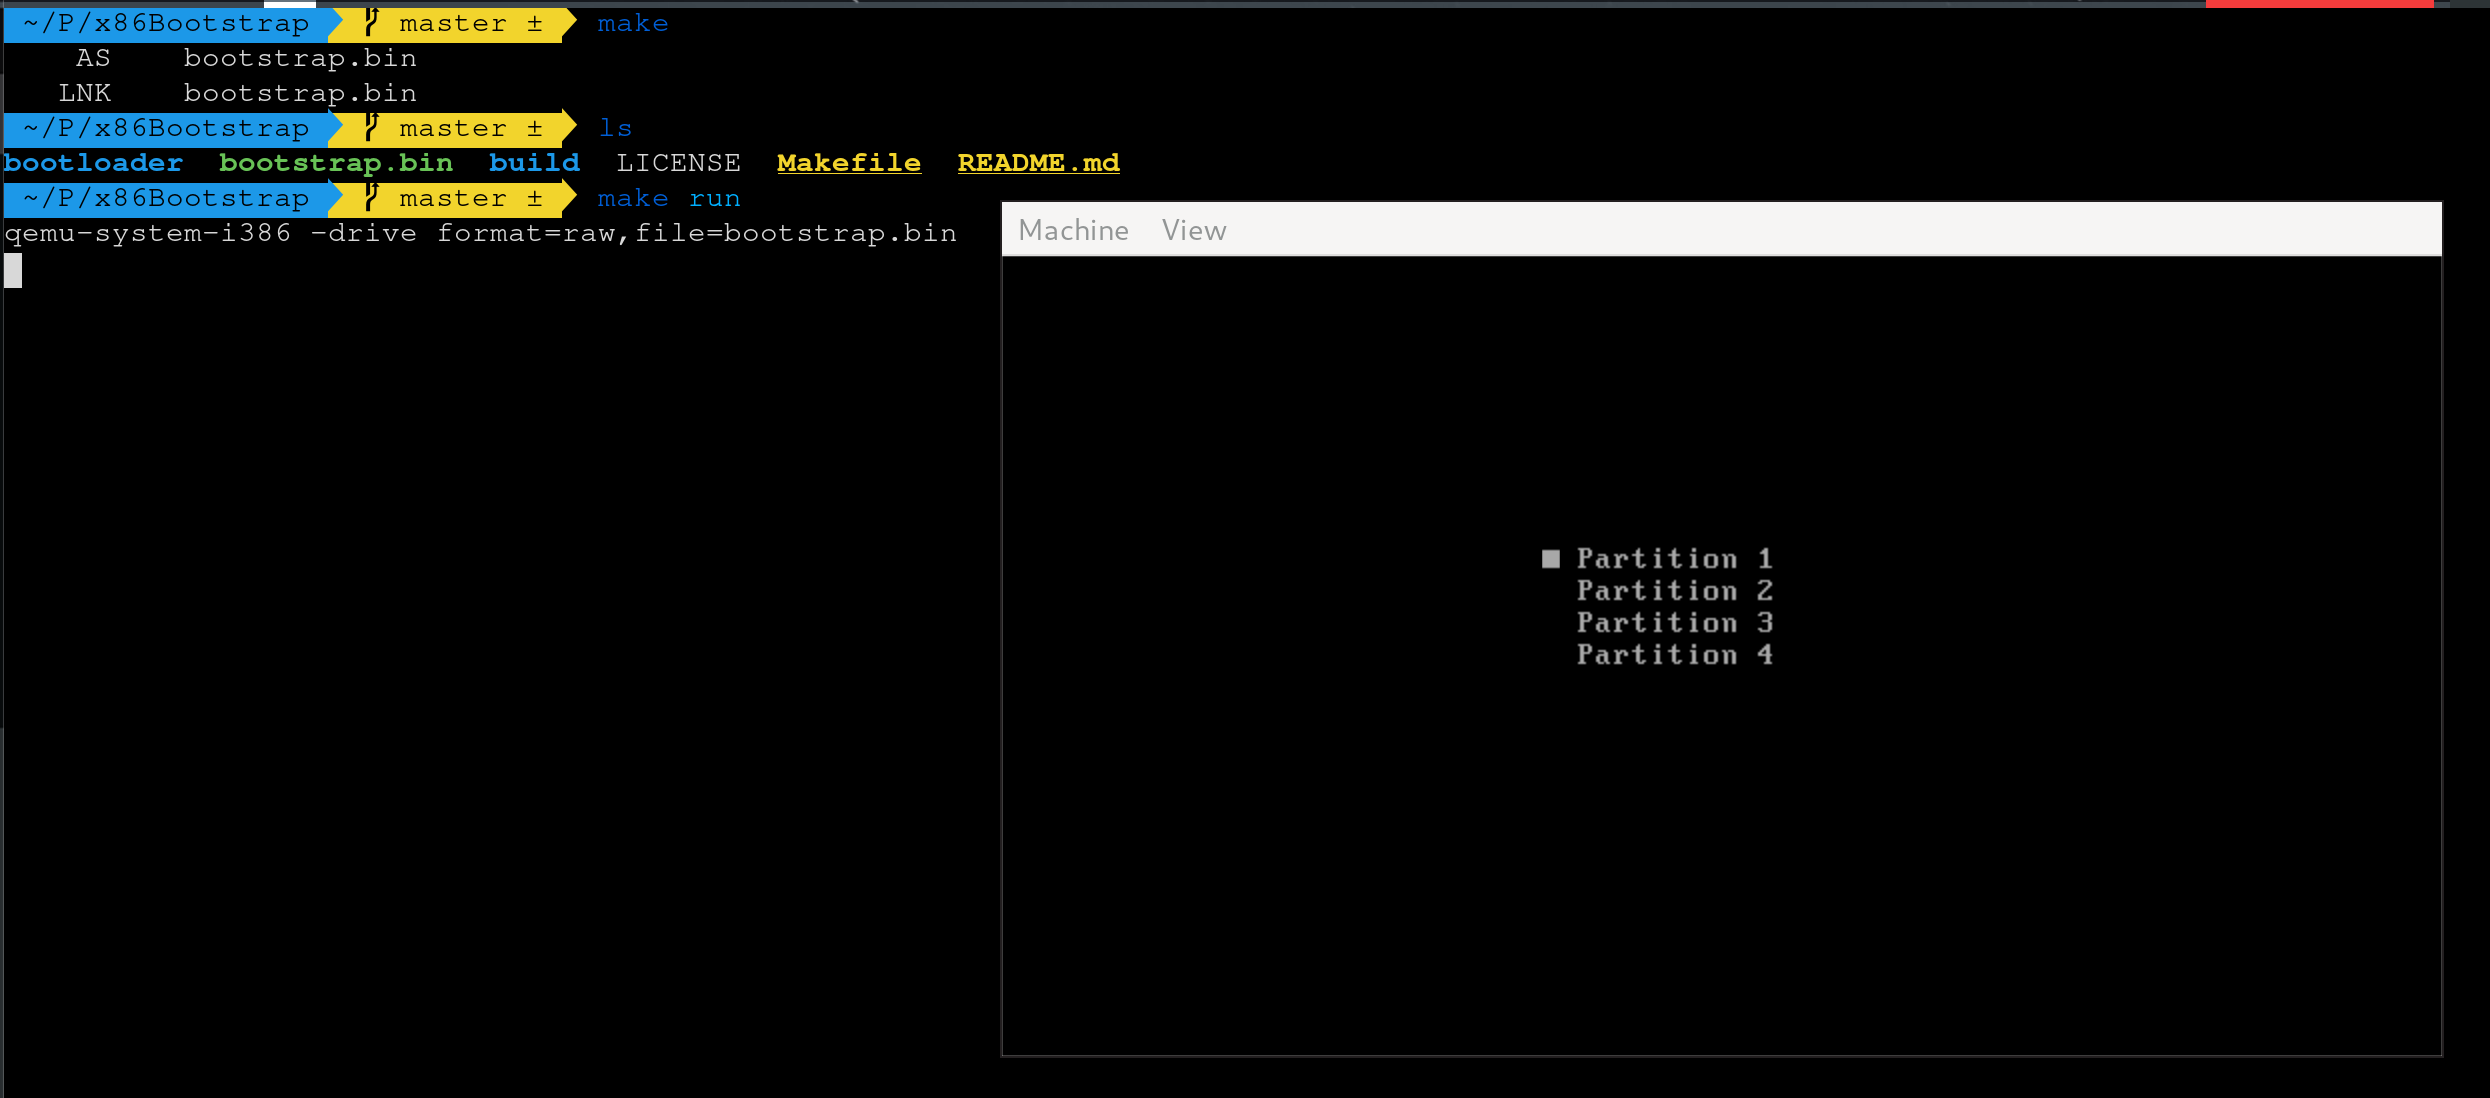 ~/P/x86Bootstrap master ± make
AS bootstrap.bin
LNK bootstrap.bin
~/P/x86Bootstrap master ± ls
bootloader bootstrap.bin build LICENSE Makefile README.md
~/P/x86Bootstrap master ± make run
qemu-system-i386 -drive format=raw,file=bootstrap.bin
Machine View
■ Partition 1
Partition 2
Partition 3
Partition 4